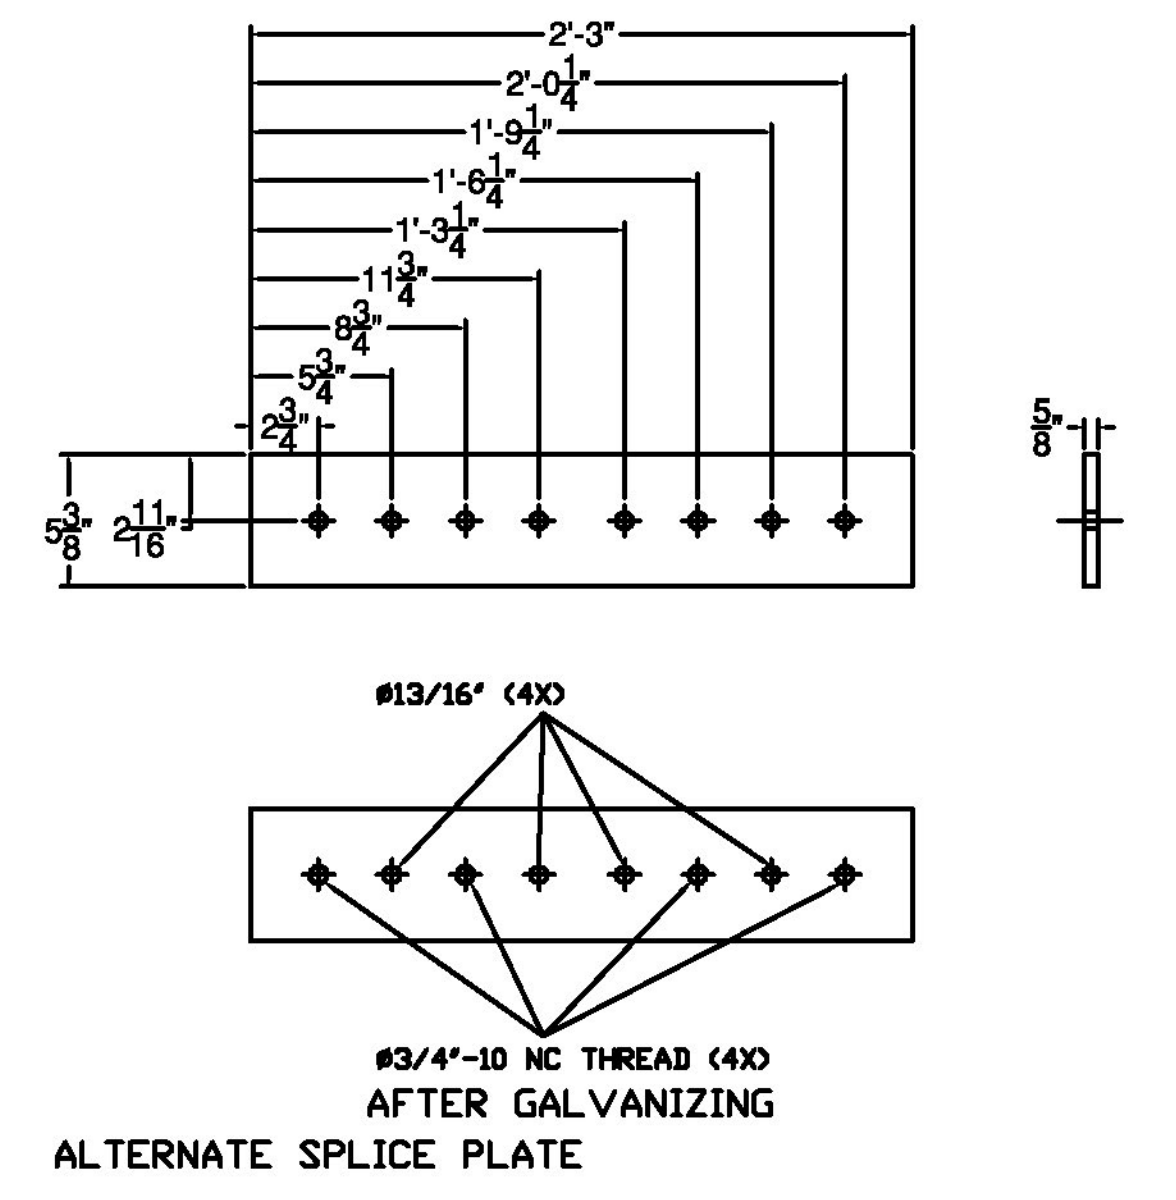 2'-3"
2'-0 1/4"
1'-9 1/4"
1'-6 1/4"
1'-3 1/4"
11 3/4"
8 3/4"
5 3/4"
2 3/4"
5/8"
5 3/8" 2 11/16"
Ø13/16" (4X)
Ø3/4"-10 NC THREAD (4X)
AFTER GALVANIZING
ALTERNATE SPLICE PLATE